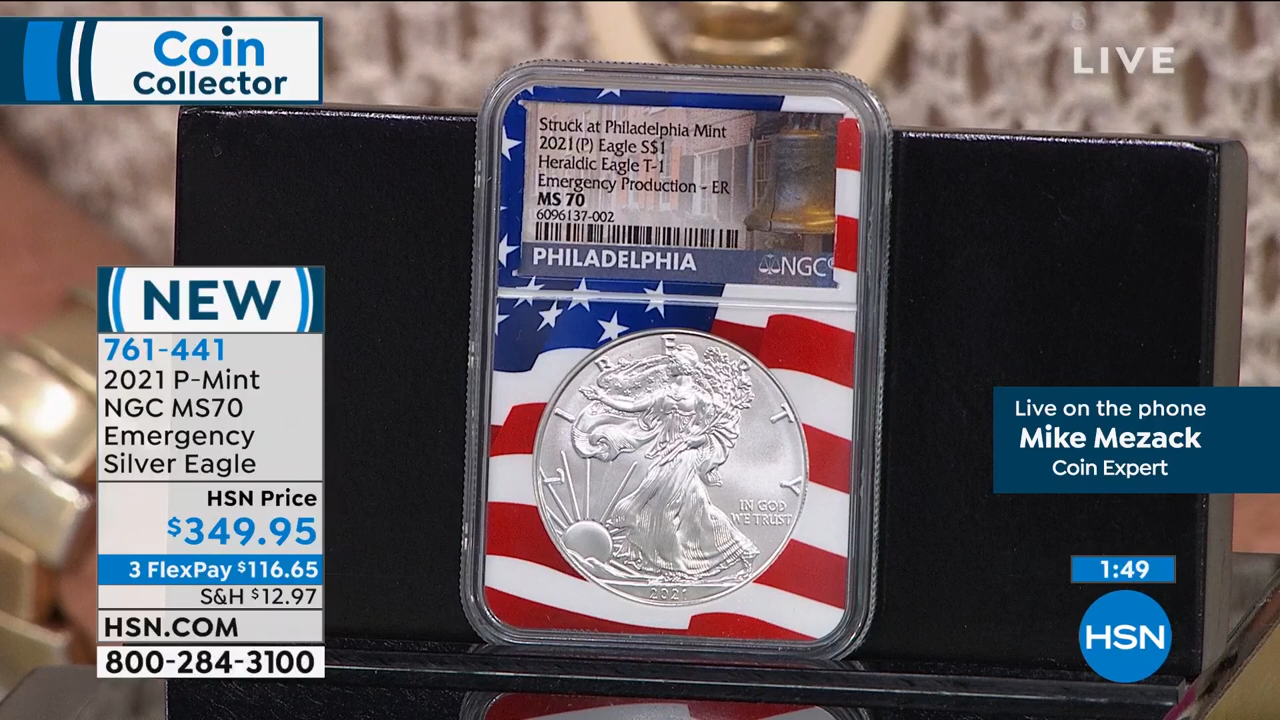 Coin
Collector
LIVE
Struck at Philadelphia Mint
2021(P) Eagle S$1
Heraldic Eagle T-1
Emergency Production - ER
MS 70
6096137-002
PHILADELPHIA
NGC
LIBERTY
IN GOD
WE TRUST
2021
NEW
761-441
2021 P-Mint
NGC MS70
Emergency
Silver Eagle
HSN Price
$349.95
3 FlexPay $116.65
S&H $12.97
HSN.COM
800-284-3100
Live on the phone
Mike Mezack
Coin Expert
1:49
HSN